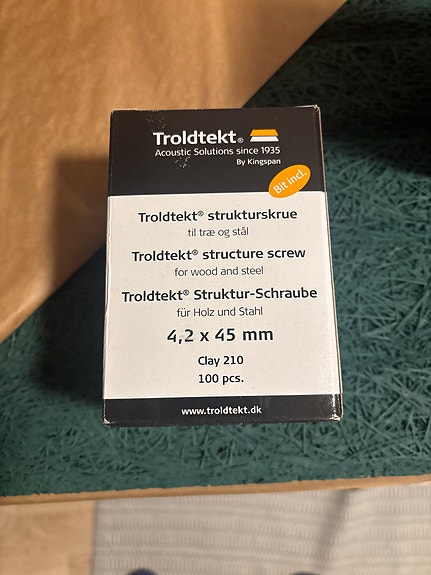 Troldtekt®
Acoustic Solutions since 1935
By Kingspan
Bit incl.
Troldtekt® strukturskrue
til træ og stål
Troldtekt® structure screw
for wood and steel
Troldtekt® Struktur-Schraube
für Holz und Stahl
4,2 x 45 mm
Clay 210
100 pcs.
www.troldtekt.dk